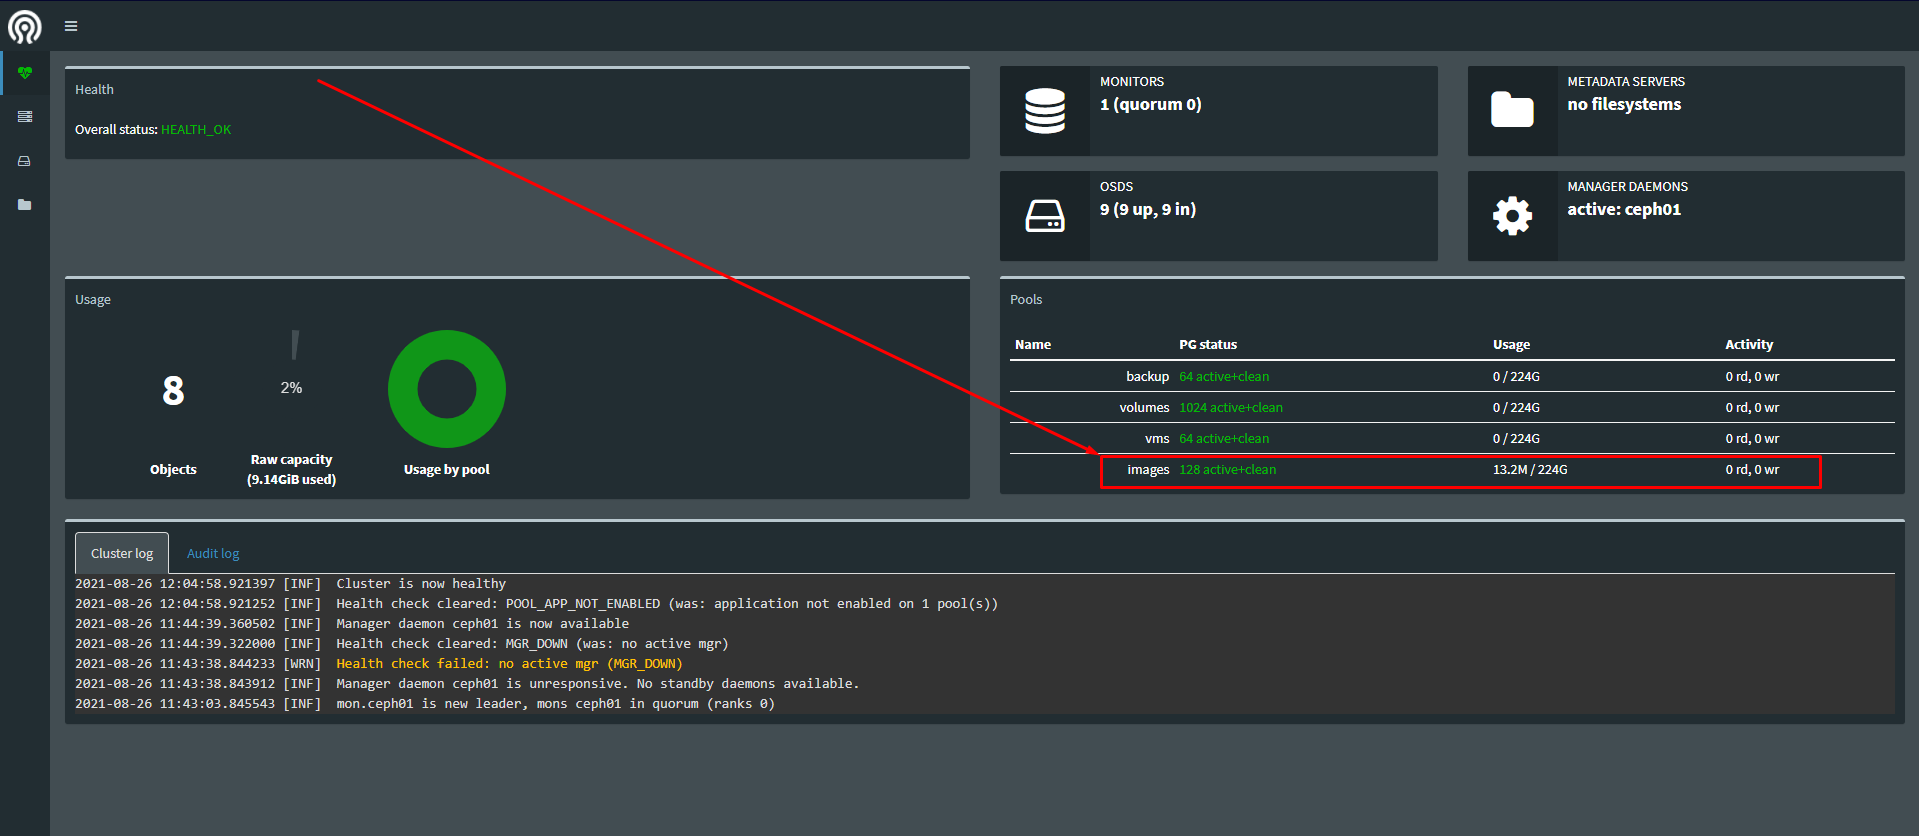 Health
Overall status: HEALTH_OK
MONITORS
1 (quorum 0)
METADATA SERVERS
no filesystems
OSDS
9 (9 up, 9 in)
MANAGER DAEMONS
active: ceph01
Usage
8
Objects
2%
Raw capacity
(9.14GiB used)
Usage by pool
Pools
Name PG status Usage Activity
backup 64 active+clean 0 / 224G 0 rd, 0 wr
volumes 1024 active+clean 0 / 224G 0 rd, 0 wr
vms 64 active+clean 0 / 224G 0 rd, 0 wr
images 128 active+clean 13.2M / 224G 0 rd, 0 wr
Cluster log Audit log
2021-08-26 12:04:58.921397 [INF] Cluster is now healthy
2021-08-26 12:04:58.921252 [INF] Health check cleared: POOL_APP_NOT_ENABLED (was: application not enabled on 1 pool(s))
2021-08-26 11:44:39.360502 [INF] Manager daemon ceph01 is now available
2021-08-26 11:44:39.322000 [INF] Health check cleared: MGR_DOWN (was: no active mgr)
2021-08-26 11:43:38.844233 [WRN] Health check failed: no active mgr (MGR_DOWN)
2021-08-26 11:43:38.843912 [INF] Manager daemon ceph01 is unresponsive. No standby daemons available.
2021-08-26 11:43:03.845543 [INF] mon.ceph01 is new leader, mons ceph01 in quorum (ranks 0)